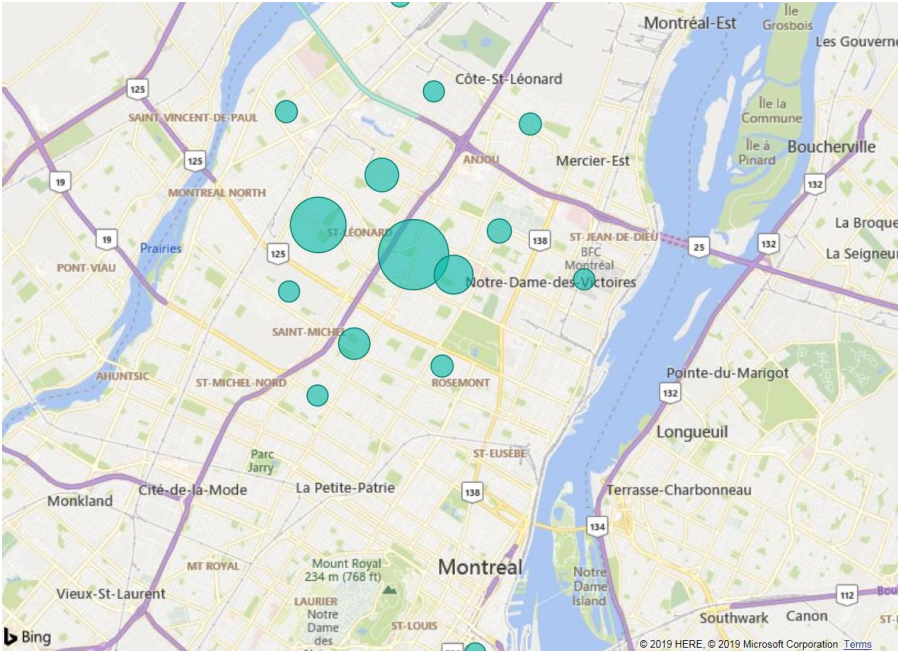 Île
Grosbois
Montréal-Est
Les Gouverne
Côte-St-Léonard
125
Île la
Commune
SAINT-VINCENT-DE-PAUL
Île à
Pinard
Boucherville
ANJOU
Mercier-Est
125
19
132
MONTREAL NORTH
La Broque
ST-LÉONARD
19
138
ST-JEAN-DE-DIEU
25
132
Prairies
125
BFC
Montréal
La Seigneur
PONT-VIAU
Notre-Dame-des-Victoires
SAINT-MICHEL
AHUNTSIC
ST-MICHEL-NORD
ROSEMONT
Pointe-du-Marigot
132
Longueuil
Parc
Jarry
ST-EUSÈBE
Monkland
Cité-de-la-Mode
La Petite-Patrie
138
Terrasse-Charbonneau
134
MT ROYAL
Mount Royal
234 m (768 ft)
Montreal
Notre
Dame
Island
Vieux-St-Laurent
LAURIER
Notre
Dame
des
ST-LOUIS
112
Boul
Southwark
Canon
ST-
Bing
© 2019 HERE, © 2019 Microsoft Corporation Terms